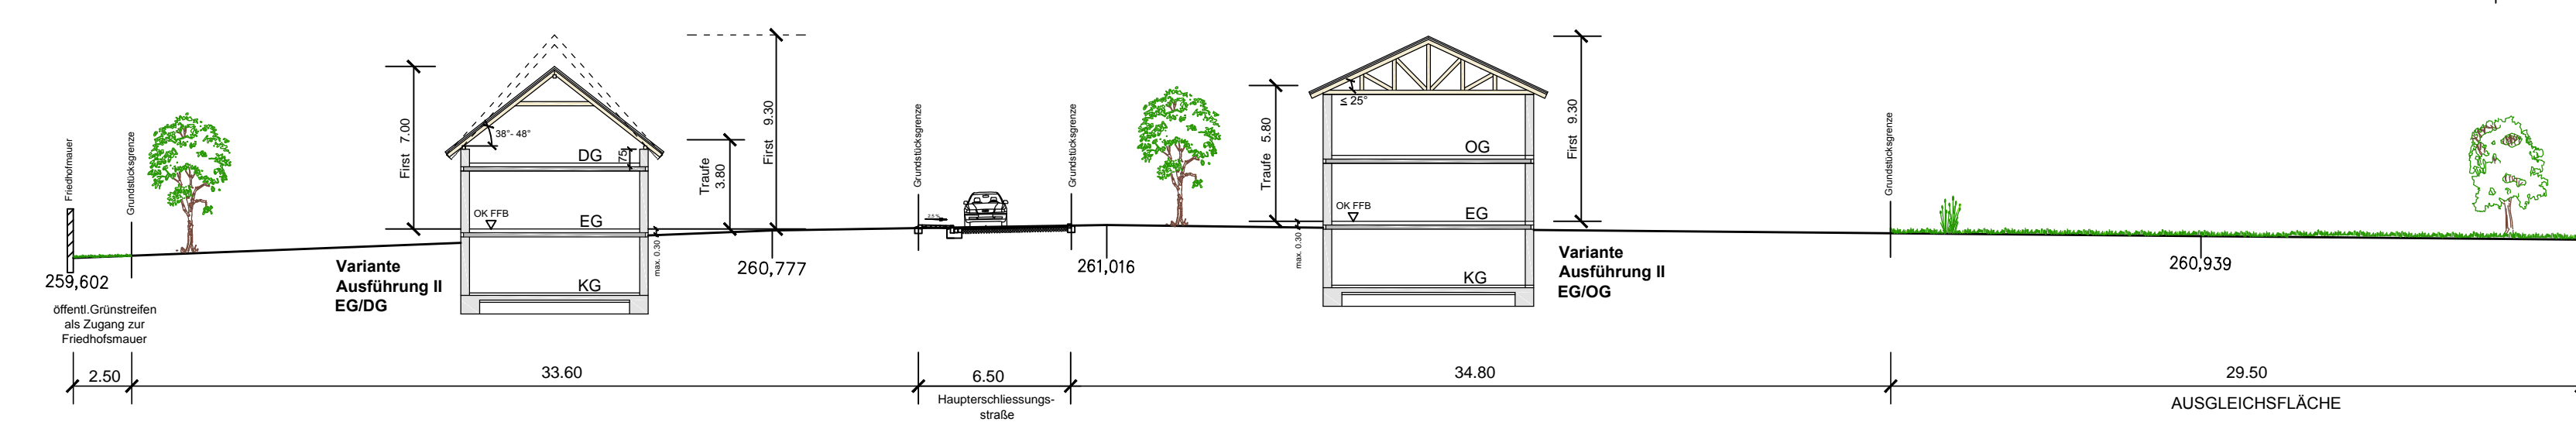 Friedhofmauer
Grundstücksgrenze
259,602
öffentl.Grünstreifen
als Zugang zur
Friedhofsmauer
2.50
First 7.00
38°- 48°
DG
75
OK FFB
EG
KG
Variante
Ausführung II
EG/DG
max. 0.30
Traufe
3.80
First 9.30
260,777
33.60
Grundstücksgrenze
2.5 %
Grundstücksgrenze
6.50
Haupterschliessungs-
straße
261,016
Traufe 5.80
max. 0.30
≤ 25°
OG
OK FFB
EG
KG
First 9.30
Variante
Ausführung II
EG/OG
34.80
Grundstücksgrenze
260,939
29.50
AUSGLEICHSFLÄCHE